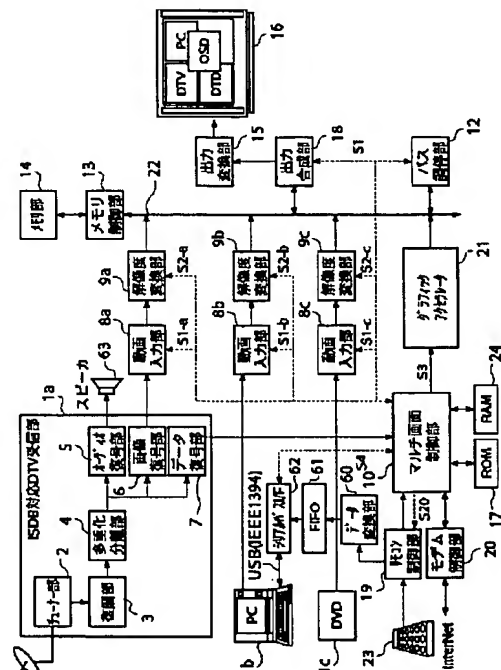 ISDB対応DTV受信部
1a
2
チューナー部
3
復調部
4
多重化
分離部
5
オーディオ
復号部
6
画像
復号部
7
データ
復号部
スピーカ
63
8a
動画
入力部
9a
解像度
変換部
S1-a
S2-a
8b
動画
入力部
9b
解像度
変換部
S1-b
S2-b
8c
動画
入力部
9c
解像度
変換部
S1-c
S2-c
14
メモリ部
13
メモリ
制御部
22
15
出力
変換部
18
出力
合成部
S1
12
バス
調停部
16
DTV
PC
OSD
DTD
PC
b
USB(IEEE1394)
62
61
FIFO
60
データ
変換部
DVD
1c
S4
10
マルチ画面
制御部
S3
21
グラフィック
アクセラレータ
ROM
17
RAM
24
19
リモコン
制御部
S20
モデム
制御部
20
23
InterNet